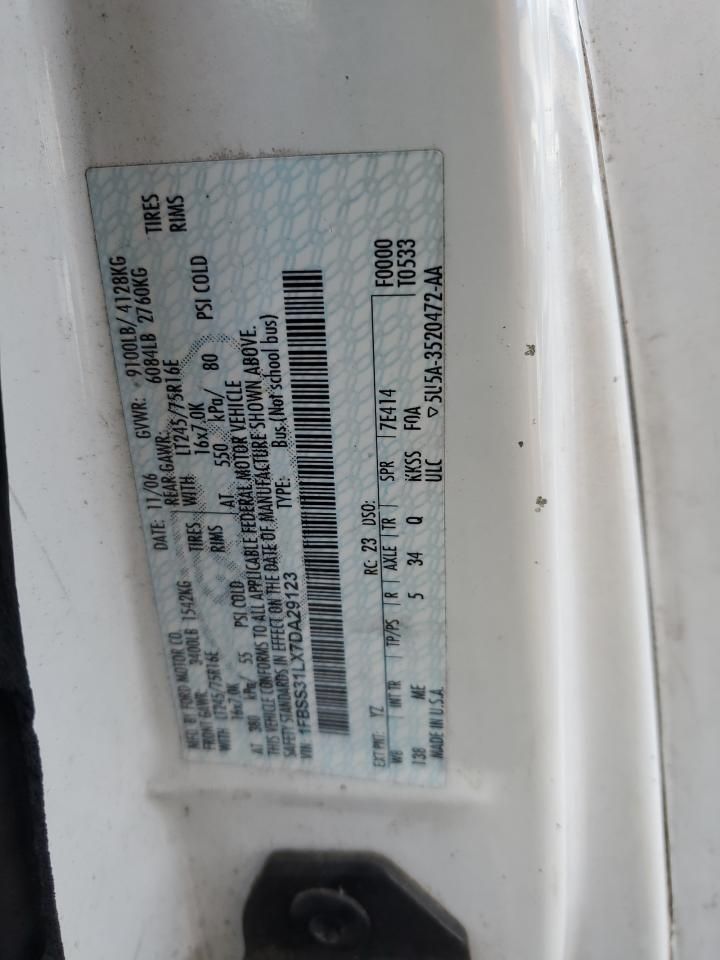 MFD. BY FORD MOTOR CO.
DATE: 11/06 GVWR: 9100LB/ 4128KG
FRONT GAWR: 3400LB 1542KG REAR GAWR: 6084LB 2760KG
WITH LT245/75R16E TIRES WITH LT245/75R16E TIRES
16x7.0K RIMS 16x7.0K RIMS
AT 380 kPa/ 55 PSI COLD AT 550 kPa/ 80 PSI COLD
THIS VEHICLE CONFORMS TO ALL APPLICABLE FEDERAL MOTOR VEHICLE
SAFETY STANDARDS IN EFFECT ON THE DATE OF MANUFACTURE SHOWN ABOVE.
VIN: 1FBSS31LX7DA29123 TYPE: Bus (Not school bus)
EXT PNT: YZ RC: 23 DSO: F0000
WB INT TR TP/PS R AXLE TR SPR 7E414 T0533
138 ME 5 34 Q KKSS F0A
MADE IN U.S.A. ULC ▽5U5A-3520472-AA